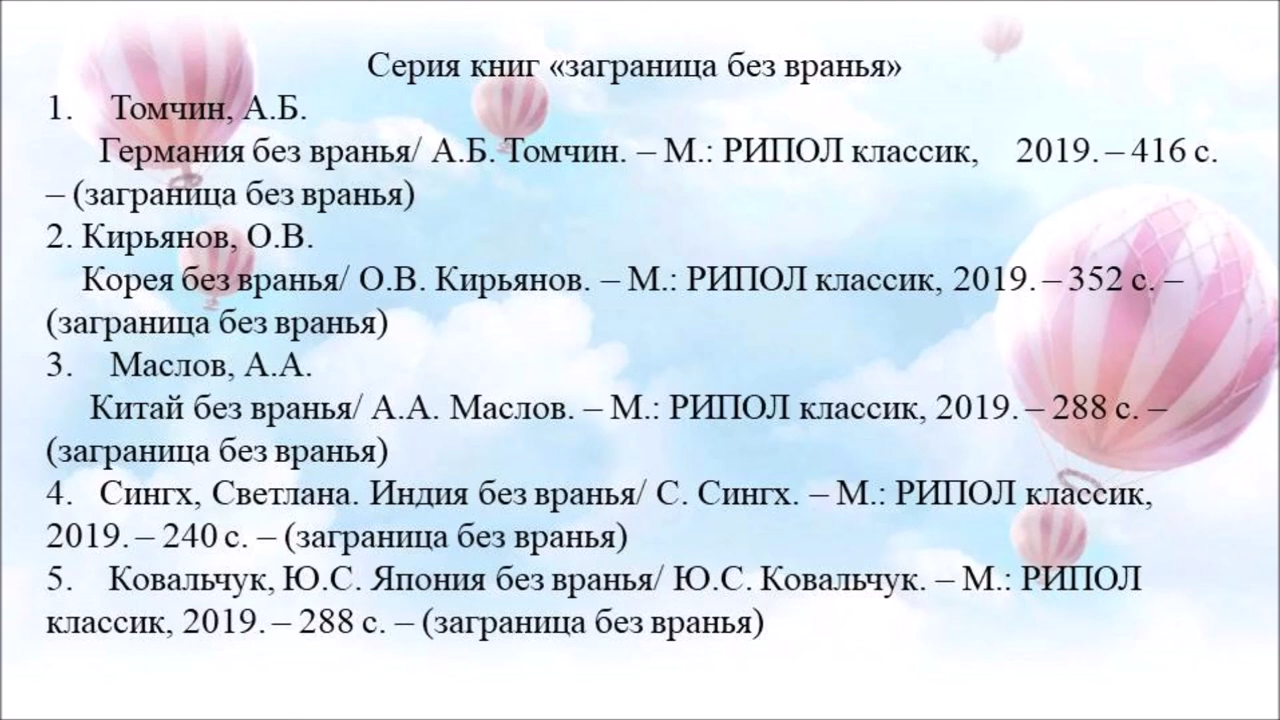 Серия книг «заграница без вранья»
1. Томчин, А.Б.
Германия без вранья/ А.Б. Томчин. – М.: РИПОЛ классик, 2019. – 416 с.
– (заграница без вранья)
2. Кирьянов, О.В.
Корея без вранья/ О.В. Кирьянов. – М.: РИПОЛ классик, 2019. – 352 с. –
(заграница без вранья)
3. Маслов, А.А.
Китай без вранья/ А.А. Маслов. – М.: РИПОЛ классик, 2019. – 288 с. –
(заграница без вранья)
4. Сингх, Светлана. Индия без вранья/ С. Сингх. – М.: РИПОЛ классик,
2019. – 240 с. – (заграница без вранья)
5. Ковальчук, Ю.С. Япония без вранья/ Ю.С. Ковальчук. – М.: РИПОЛ
классик, 2019. – 288 с. – (заграница без вранья)